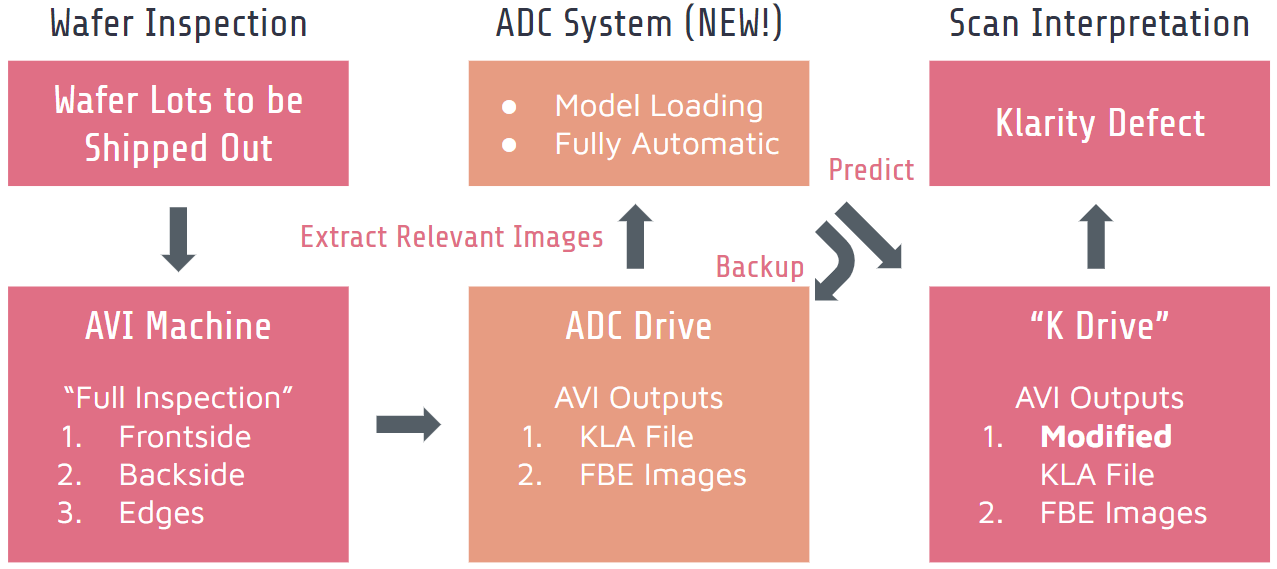 Wafer Inspection
Wafer Lots to be
Shipped Out
AVI Machine
“Full Inspection”
1. Frontside
2. Backside
3. Edges
ADC System (NEW!)
● Model Loading
● Fully Automatic
Extract Relevant Images
Predict
Backup
ADC Drive
AVI Outputs
1. KLA File
2. FBE Images
Scan Interpretation
Klarity Defect
“K Drive”
AVI Outputs
1. Modified
KLA File
2. FBE Images